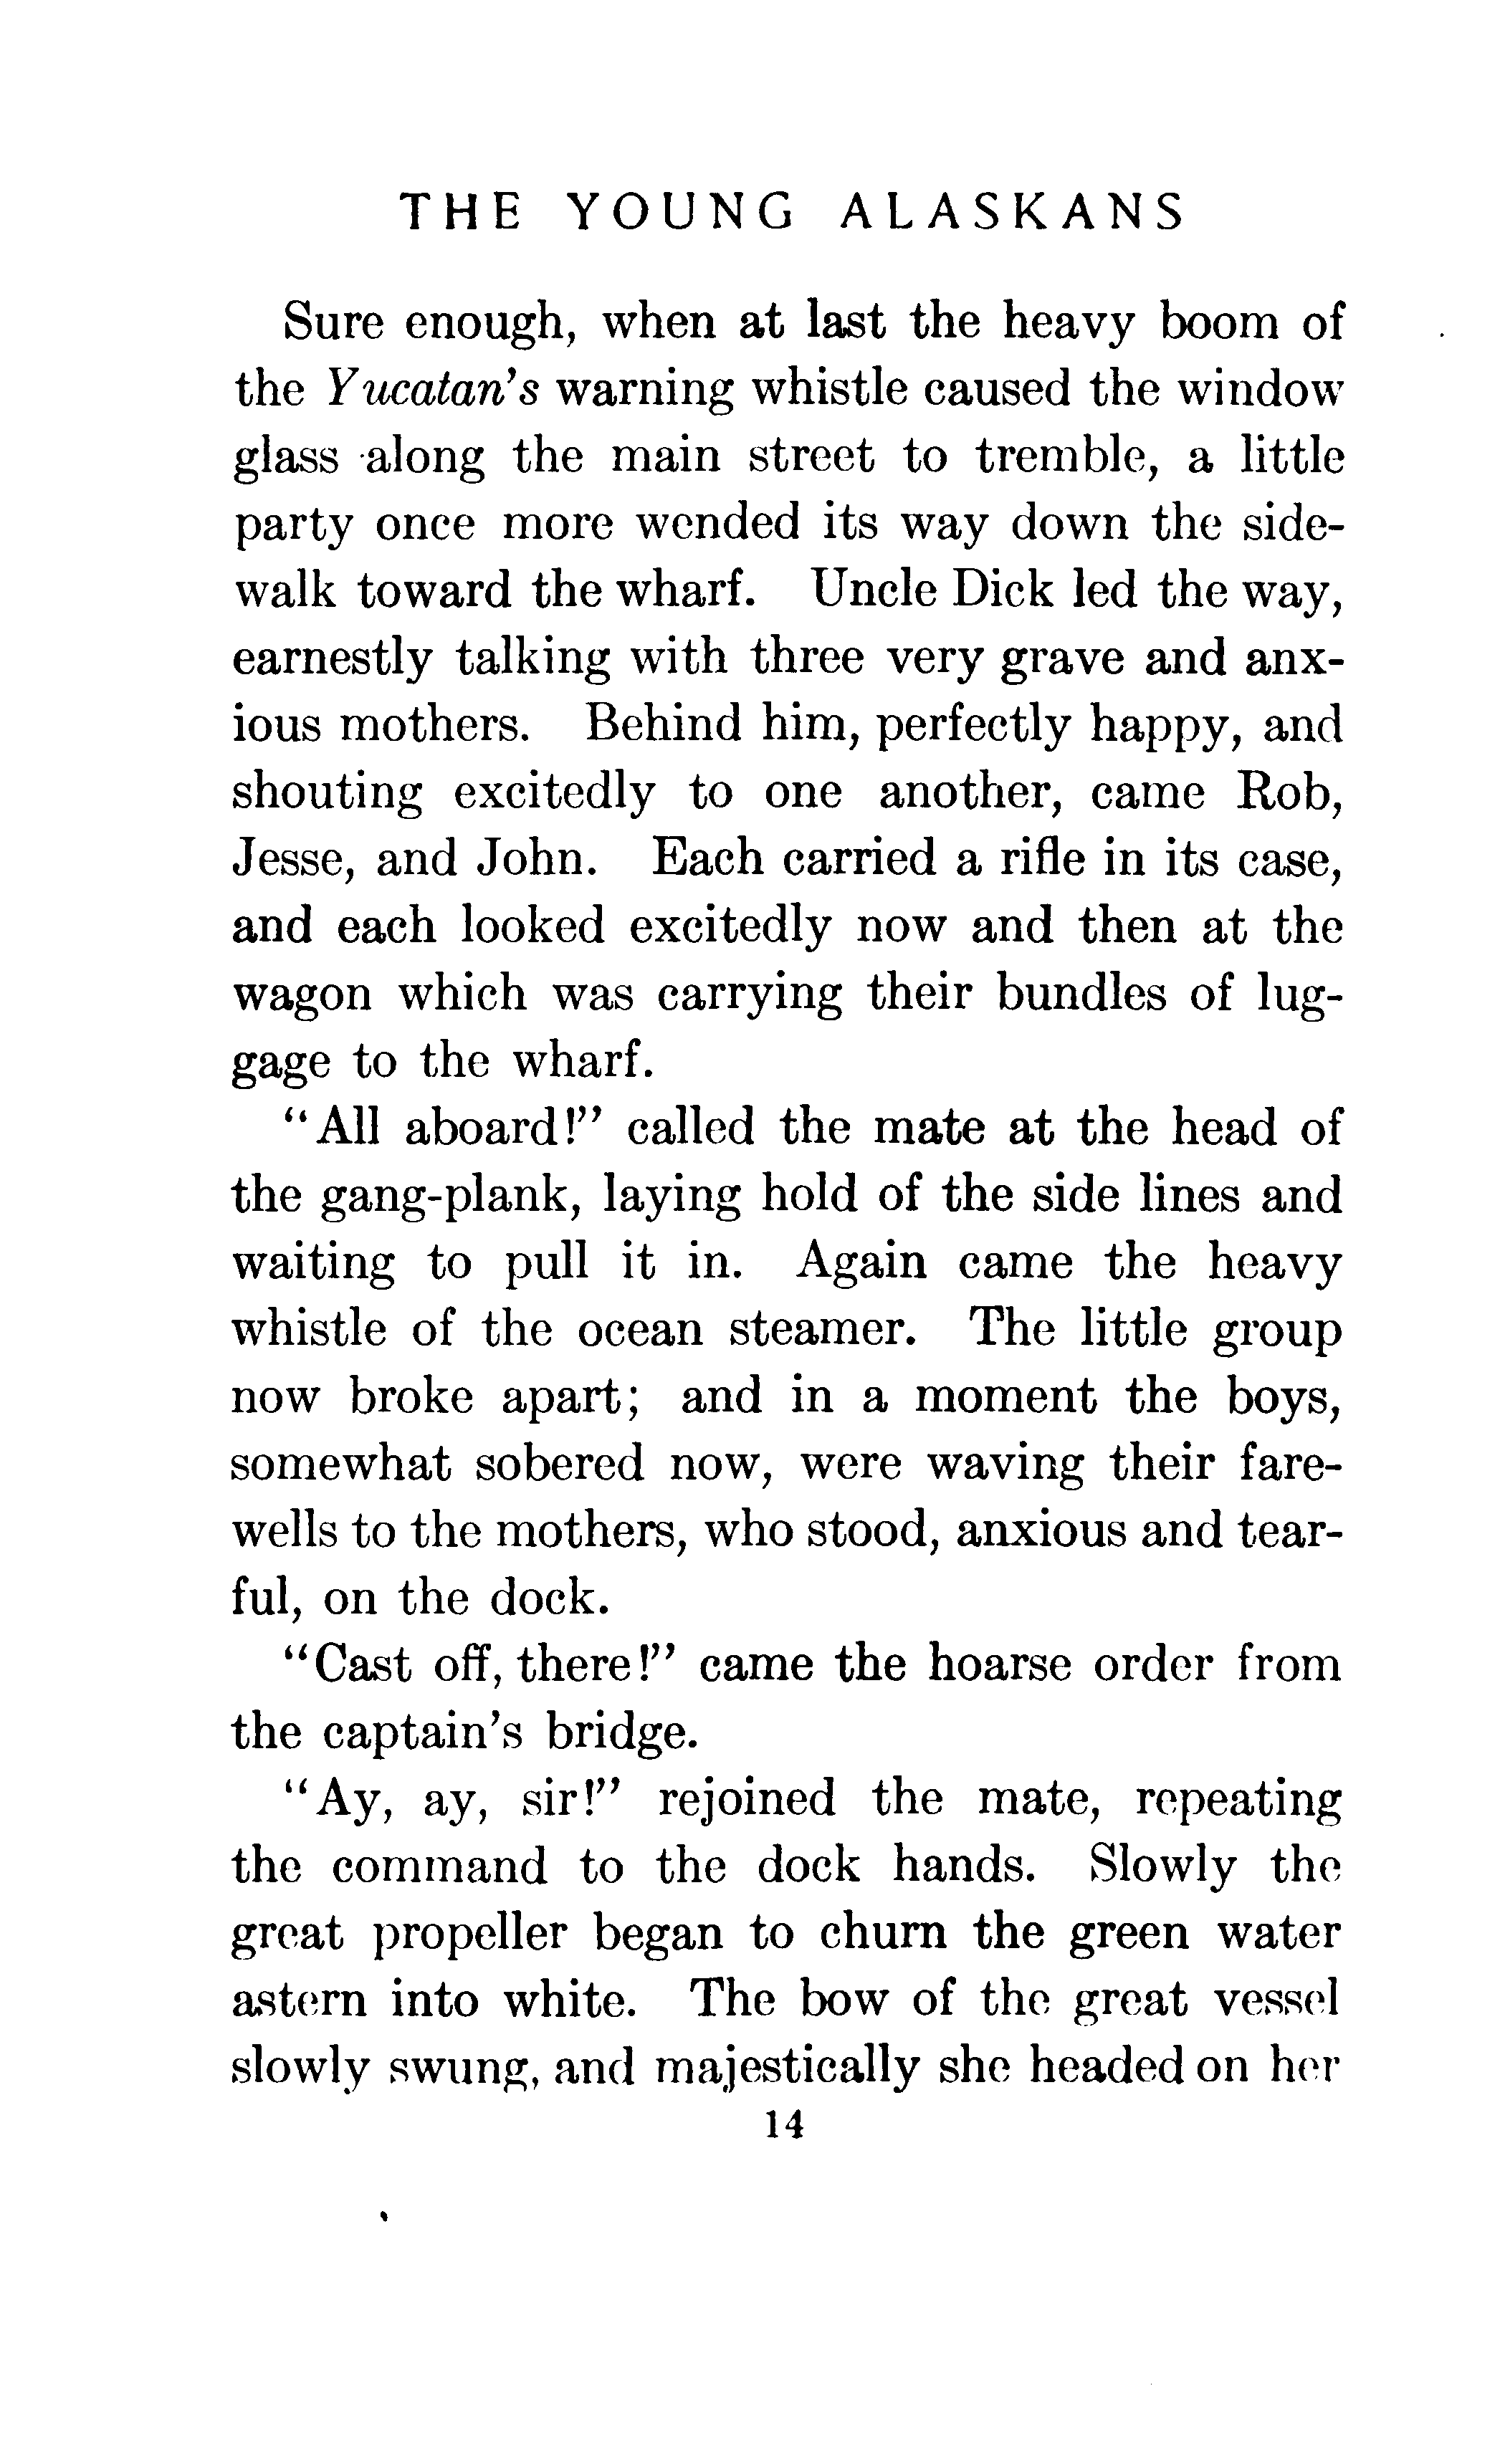 THE YOUNG ALASKANS
Sure enough, when at last the heavy boom of
the Yucatan's warning whistle caused the window
glass along the main street to tremble, a little
party once more wended its way down the side-
walk toward the wharf. Uncle Dick led the way,
earnestly talking with three very grave and anx-
ious mothers. Behind him, perfectly happy, and
shouting excitedly to one another, came Rob,
Jesse, and John. Each carried a rifle in its case,
and each looked excitedly now and then at the
wagon which was carrying their bundles of lug-
gage to the wharf.
"All aboard!" called the mate at the head of
the gang-plank, laying hold of the side lines and
waiting to pull it in. Again came the heavy
whistle of the ocean steamer. The little group
now broke apart; and in a moment the boys,
somewhat sobered now, were waving their fare-
wells to the mothers, who stood, anxious and tear-
ful, on the dock.
"Cast off, there!" came the hoarse order from
the captain's bridge.
"Ay, ay, sir!" rejoined the mate, repeating
the command to the dock hands. Slowly the
great propeller began to churn the green water
astern into white. The bow of the great vessel
slowly swung, and majestically she headed on her
14